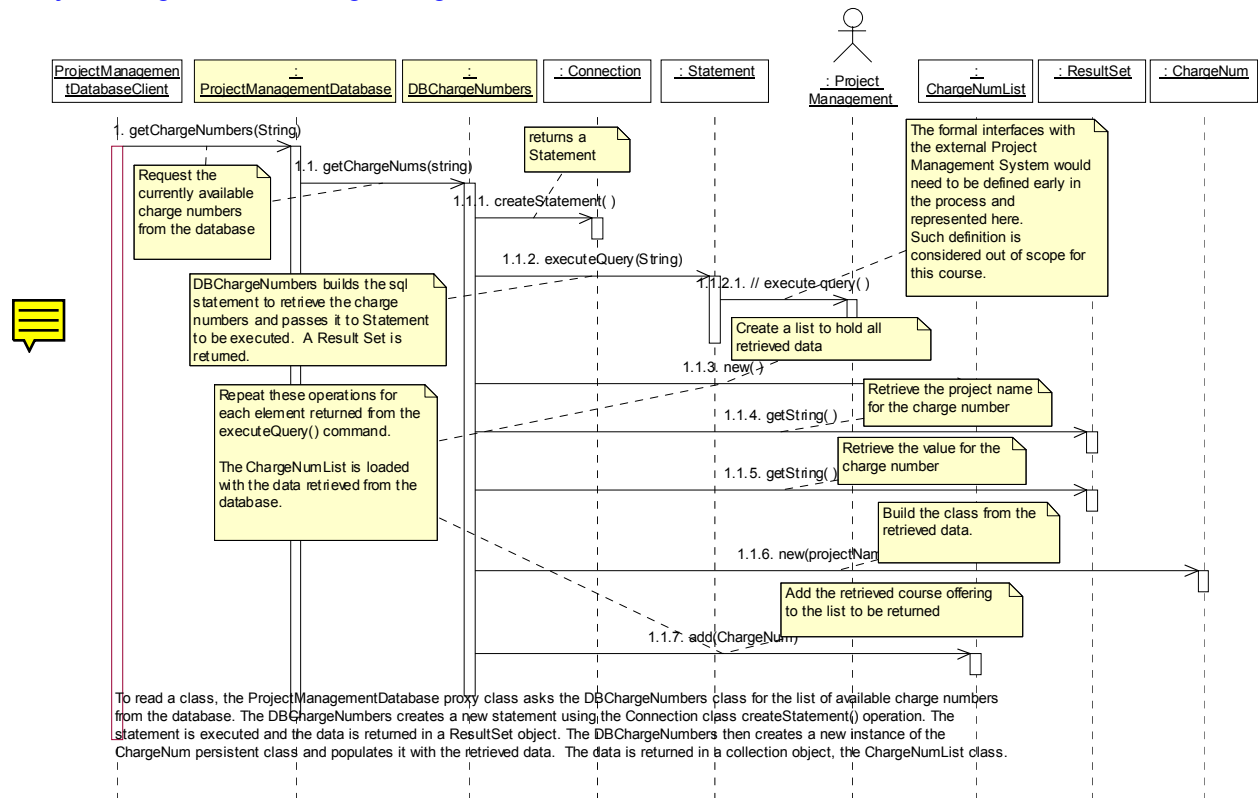 ProjectManagemen
tDatabaseClient
:
ProjectManagementDatabase
:
DBChargeNumbers
: Connection
: Statement
: Project
Management
:
ChargeNumList
: ResultSet
: ChargeNum
1. getChargeNumbers(String)
Request the
currently available
charge numbers
from the database
1.1. getChargeNums(string)
returns a
Statement
1.1.1. createStatement( )
The formal interfaces with
the external Project
Management System would
need to be defined early in
the process and
represented here.
Such definition is
considered out of scope for
this course.
1.1.2. executeQuery(String)
DBChargeNumbers builds the sql
statement to retrieve the charge
numbers and passes it to Statement
to be executed.  A Result Set is
returned.
1.1.2.1. // execute query( )
Create a list to hold all
retrieved data
1.1.3. new( )
Repeat these operations for
each element returned from the
executeQuery() command.
The ChargeNumList is loaded
with the data retrieved from the
database.
Retrieve the project name
for the charge number
1.1.4. getString( )
Retrieve the value for the
charge number
1.1.5. getString( )
Build the class from the
retrieved data.
1.1.6. new(projectNam
Add the retrieved course offering
to the list to be returned
1.1.7. add(ChargeNum)
To read a class, the ProjectManagementDatabase proxy class asks the DBChargeNumbers class for the list of available charge numbers
from the database. The DBChargeNumbers creates a new statement using the Connection class createStatement() operation. The
statement is executed and the data is returned in a ResultSet object. The DBChargeNumbers then creates a new instance of the
ChargeNum persistent class and populates it with the retrieved data.  The data is returned in a collection object, the ChargeNumList class.